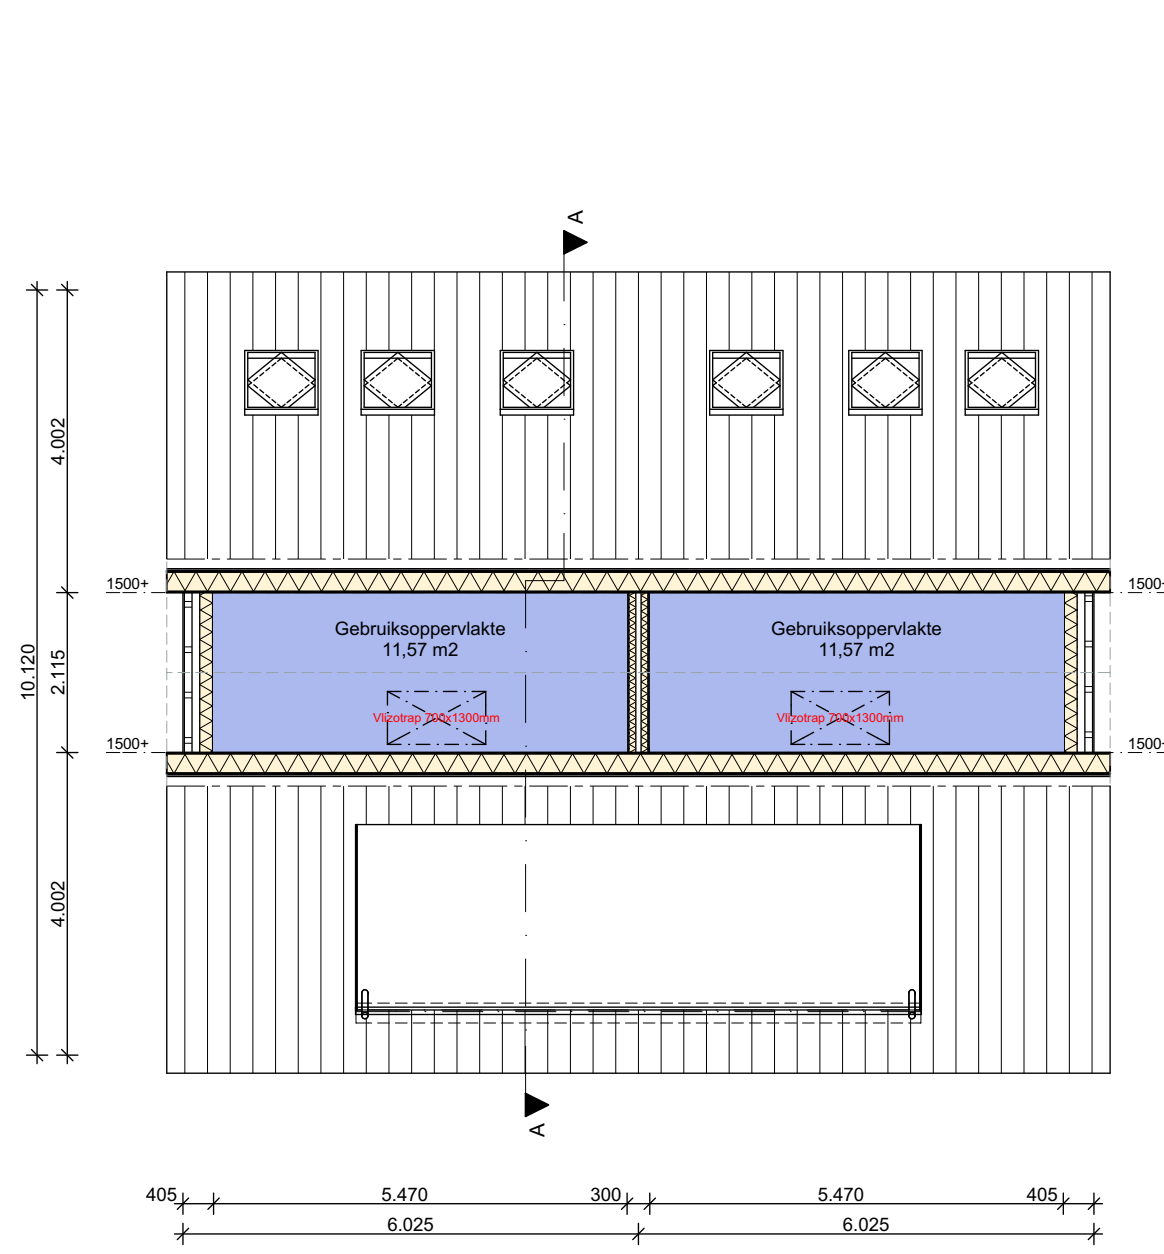 A
4.002
1500+
1500+
Gebruiksoppervlakte
11,57 m2
Gebruiksoppervlakte
11,57 m2
10.120
2.115
Vlizotrap 700x1300mm
Vlizotrap 700x1300mm
1500+
1500+
4.002
A
405
5.470
300
5.470
405
6.025
6.025